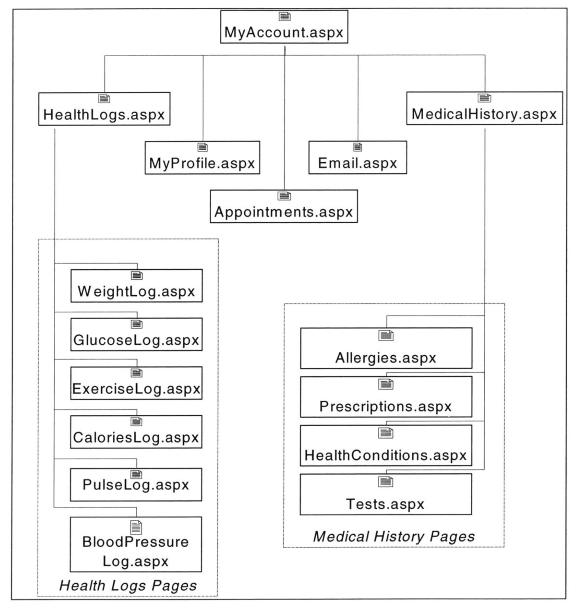 MyAccount.aspx
HealthLogs.aspx
MedicalHistory.aspx
MyProfile.aspx
Email.aspx
Appointments.aspx
WeightLog.aspx
GlucoseLog.aspx
ExerciseLog.aspx
CaloriesLog.aspx
PulseLog.aspx
BloodPressure
Log.aspx
Health Logs Pages
Allergies.aspx
Prescriptions.aspx
HealthConditions.aspx
Tests.aspx
Medical History Pages